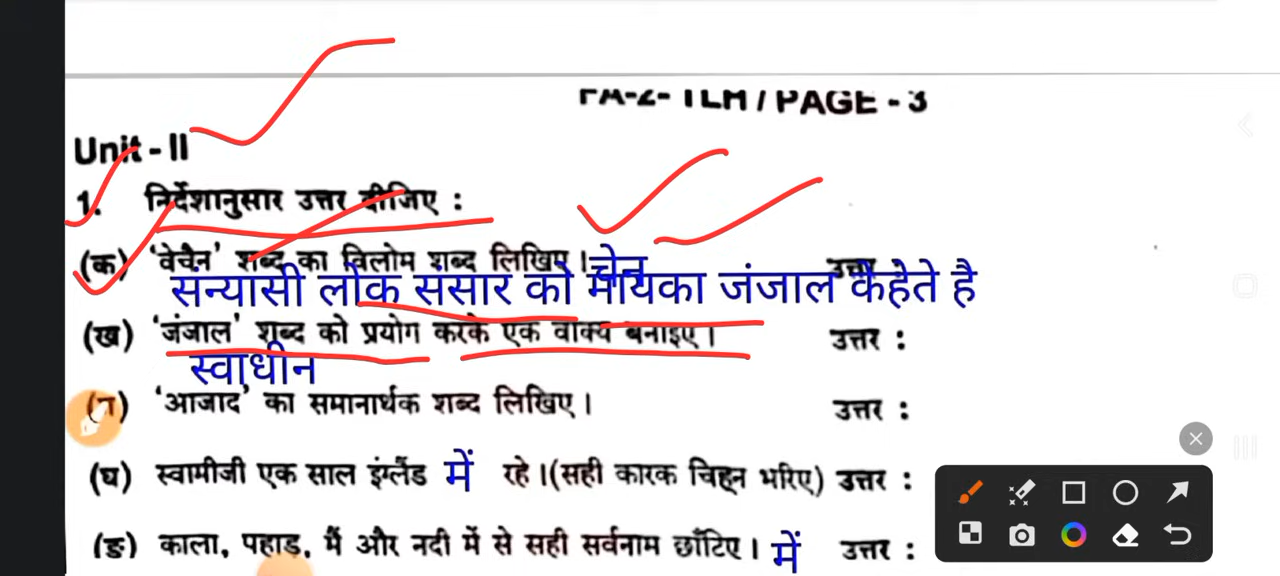 FA-2- TLM / PAGE - 3
Unit - II
1. निर्देशानुसार उत्तर दीजिए :
(क) 'वेचैन' शब्द का विलोम शब्द लिखिए । चेन उत्तर
सन्यासी लोक संसार को मायका जंजाल केहेते है
(ख) 'जंजाल' शब्द को प्रयोग करके एक वाक्य बनाइए । उत्तर :
स्वाधीन
(ग) 'आजाद' का समानार्थक शब्द लिखिए । उत्तर :
(घ) स्वामीजी एक साल इंग्लैंड में रहे ।(सही कारक चिह्न भरिए) उत्तर :
(ङ) काला, पहाड, मैं और नदी में से सही सर्वनाम छाँटिए । में उत्तर :